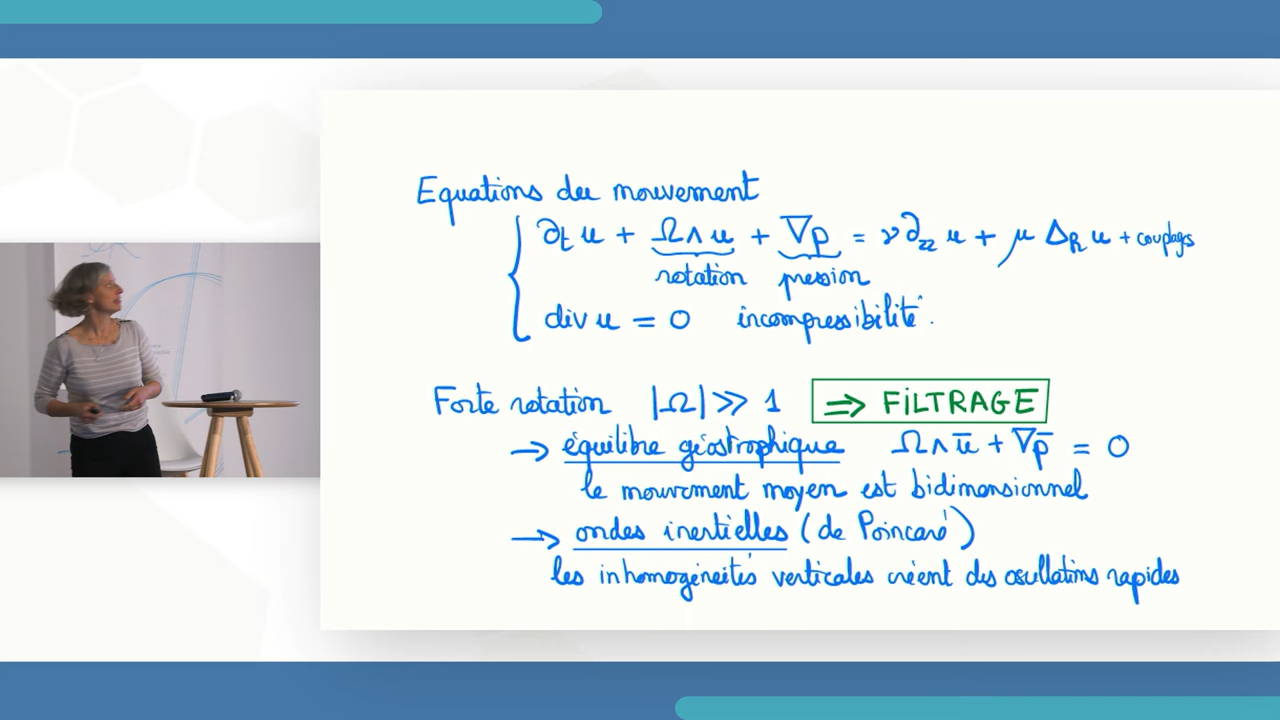 Equations du mouvement
∂t u + Ω∧u + ∇p = ν∂zz u + μ Δh u + couplages
rotation pression
div u = 0 incompressibilité.
Forte rotation |Ω| >> 1 ⇒ FiLTRAGE
→ équilibre géostrophique Ω∧ū + ∇p̄ = 0
le mouvement moyen est bidimensionnel
→ ondes inertielles (de Poincaré)
les inhomogénéités verticales créent des oscillations rapides